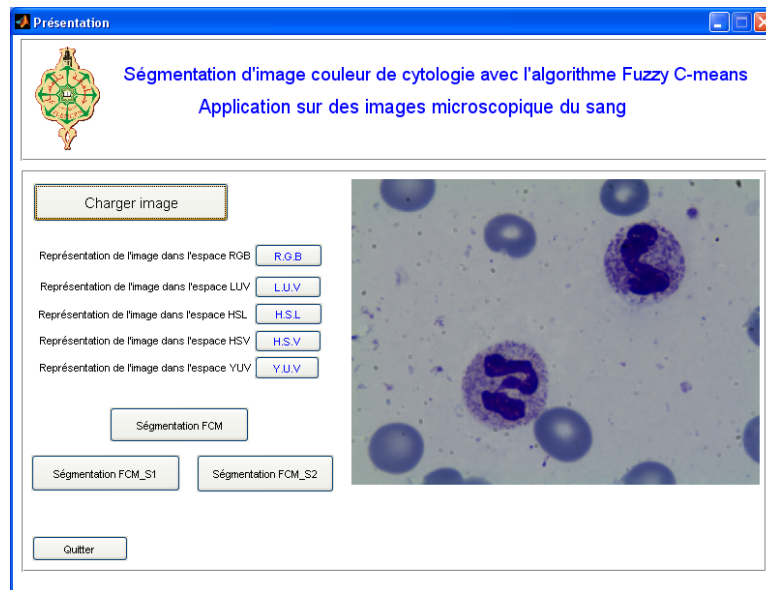 Présentation
Ségmentation d'image couleur de cytologie avec l'algorithme Fuzzy C-means
Application sur des images microscopique du sang
Charger image
Représentation de l'image dans l'espace RGB R.G.B
Représentation de l'image dans l'espace LUV L.U.V
Représentation de l'image dans l'espace HSL H.S.L
Représentation de l'image dans l'espace HSV H.S.V
Représentation de l'image dans l'espace YUV Y.U.V
Ségmentation FCM
Ségmentation FCM_S1 Ségmentation FCM_S2
Quitter